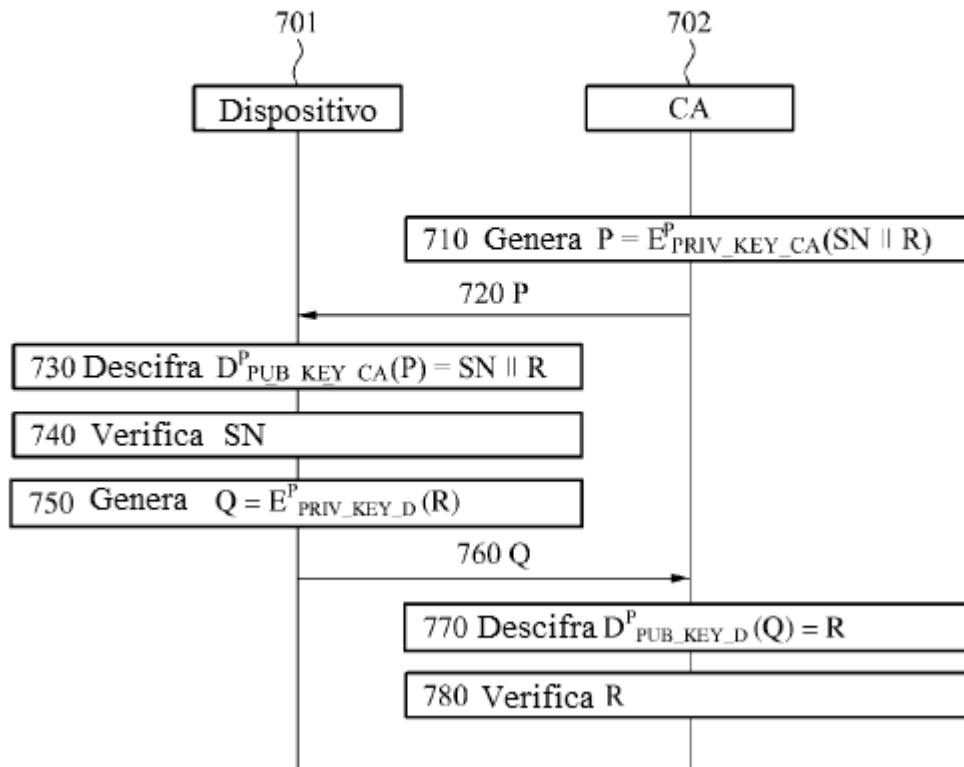 701 702
Dispositivo CA
710 Genera P = E^P_PRIV_KEY_CA(SN || R)
720 P
730 Descifra D^P_PUB_KEY_CA(P) = SN || R
740 Verifica SN
750 Genera Q = E^P_PRIV_KEY_D (R)
760 Q
770 Descifra D^P_PUB_KEY_D (Q) = R
780 Verifica R